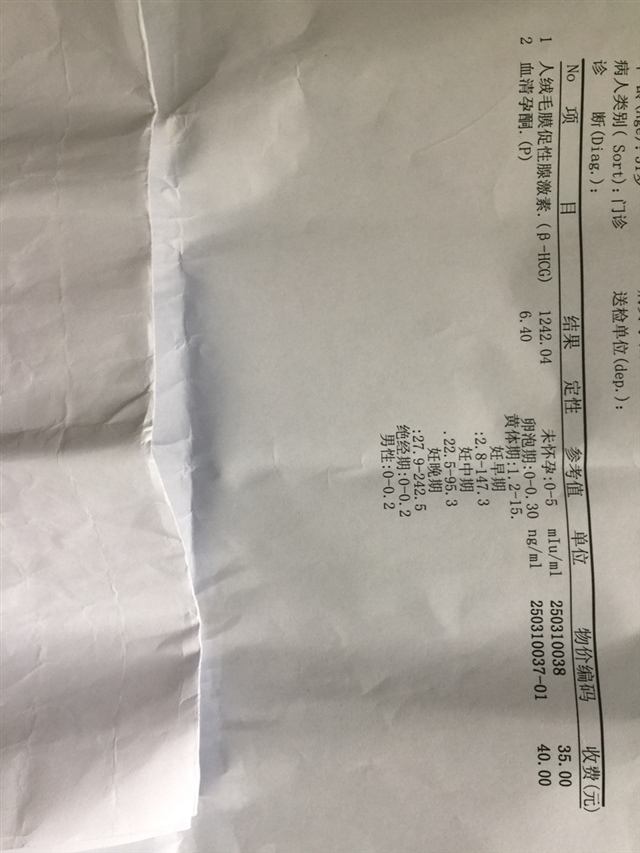 病人类别( Sort):门诊 送检单位(dep.):
诊 断(Diag.):
No 项 目 结果 定性 参考值 单位 物价编码 收费(元)
1 人绒毛膜促性腺激素.(β-HCG) 1242.04 未怀孕:0-5 mIu/ml 250310038 35.00
2 血清孕酮.(P) 6.40 卵泡期:0-0.30 ng/ml 250310037-01 40.00
黄体期:1.2-15.
妊早期
:2.8-147.3
妊中期
:22.5-95.3
妊晚期
:27.9-242.5
绝经期:0-0.2
男性:0-0.2